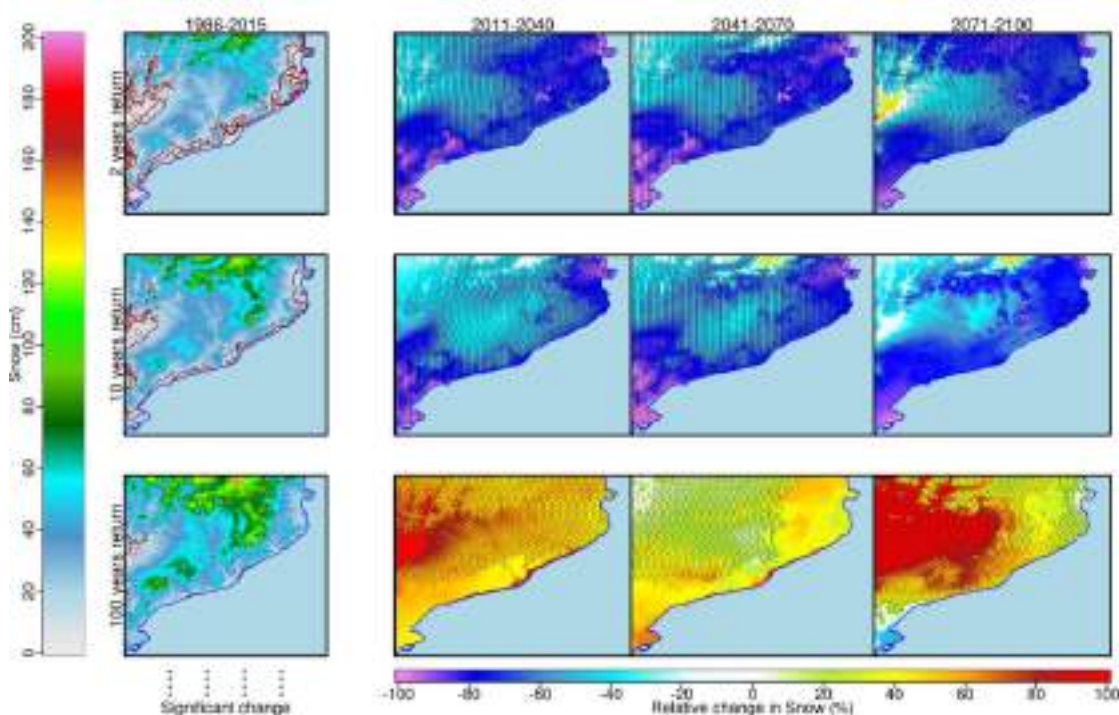 1986-2015 2011-2040 2041-2070 2071-2100
2 years return
10 years return
100 years return
Snow [cm]
200
180
160
140
120
100
80
60
40
20
0
Significant change
-100 -80 -60 -40 -20 0 20 40 60 80 100
Relative change in Snow (%)